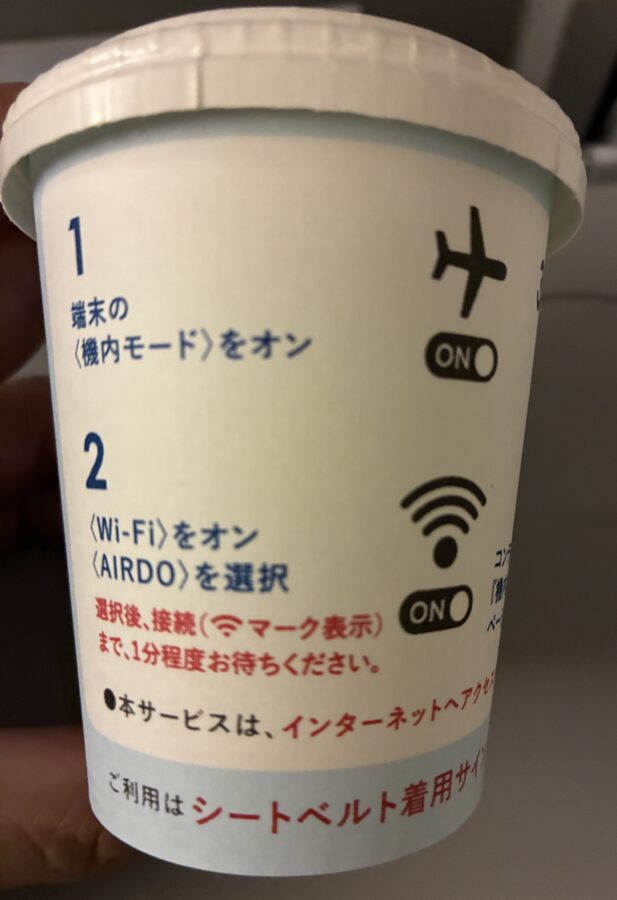 1
端末の
〈機内モード〉をオン
ON
2
〈Wi-Fi〉をオン
〈AIRDO〉を選択
ON
選択後、接続(マーク表示)
まで、1分程度お待ちください。
●本サービスは、インターネットへアクセス
ご利用は シートベルト着用サイン